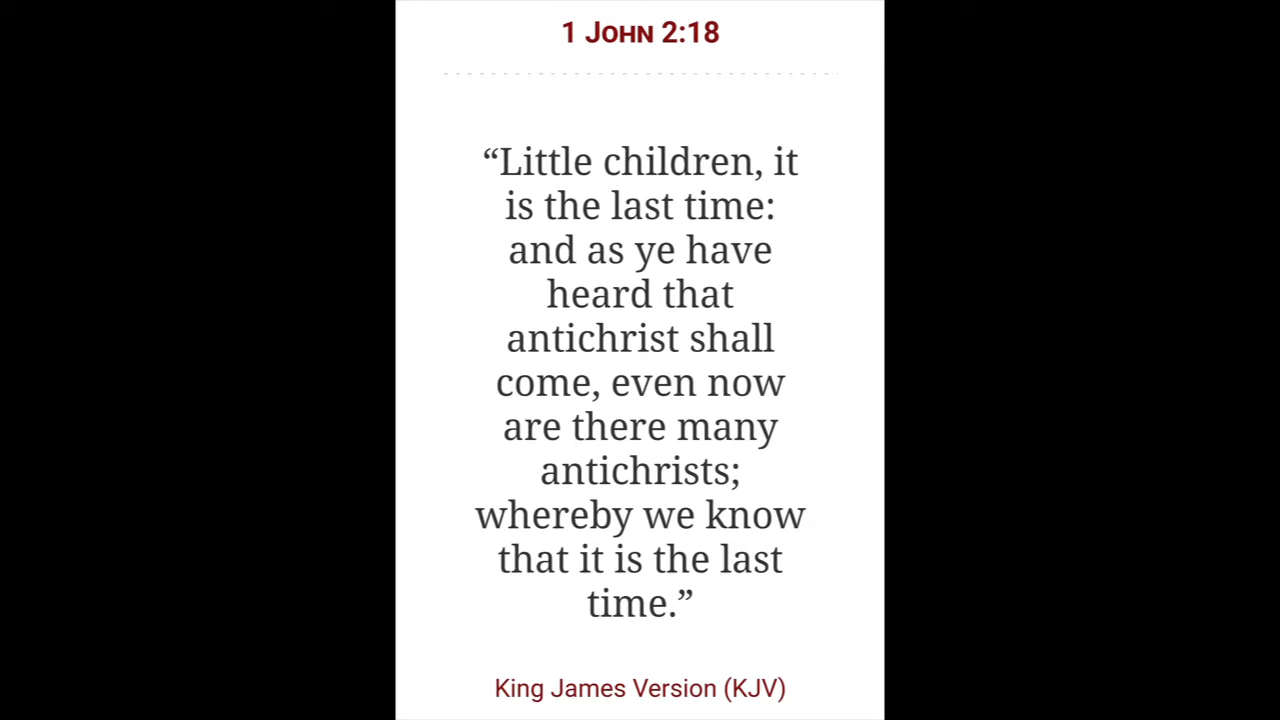 1 John 2:18
“Little children, it
is the last time:
and as ye have
heard that
antichrist shall
come, even now
are there many
antichrists;
whereby we know
that it is the last
time.”
King James Version (KJV)